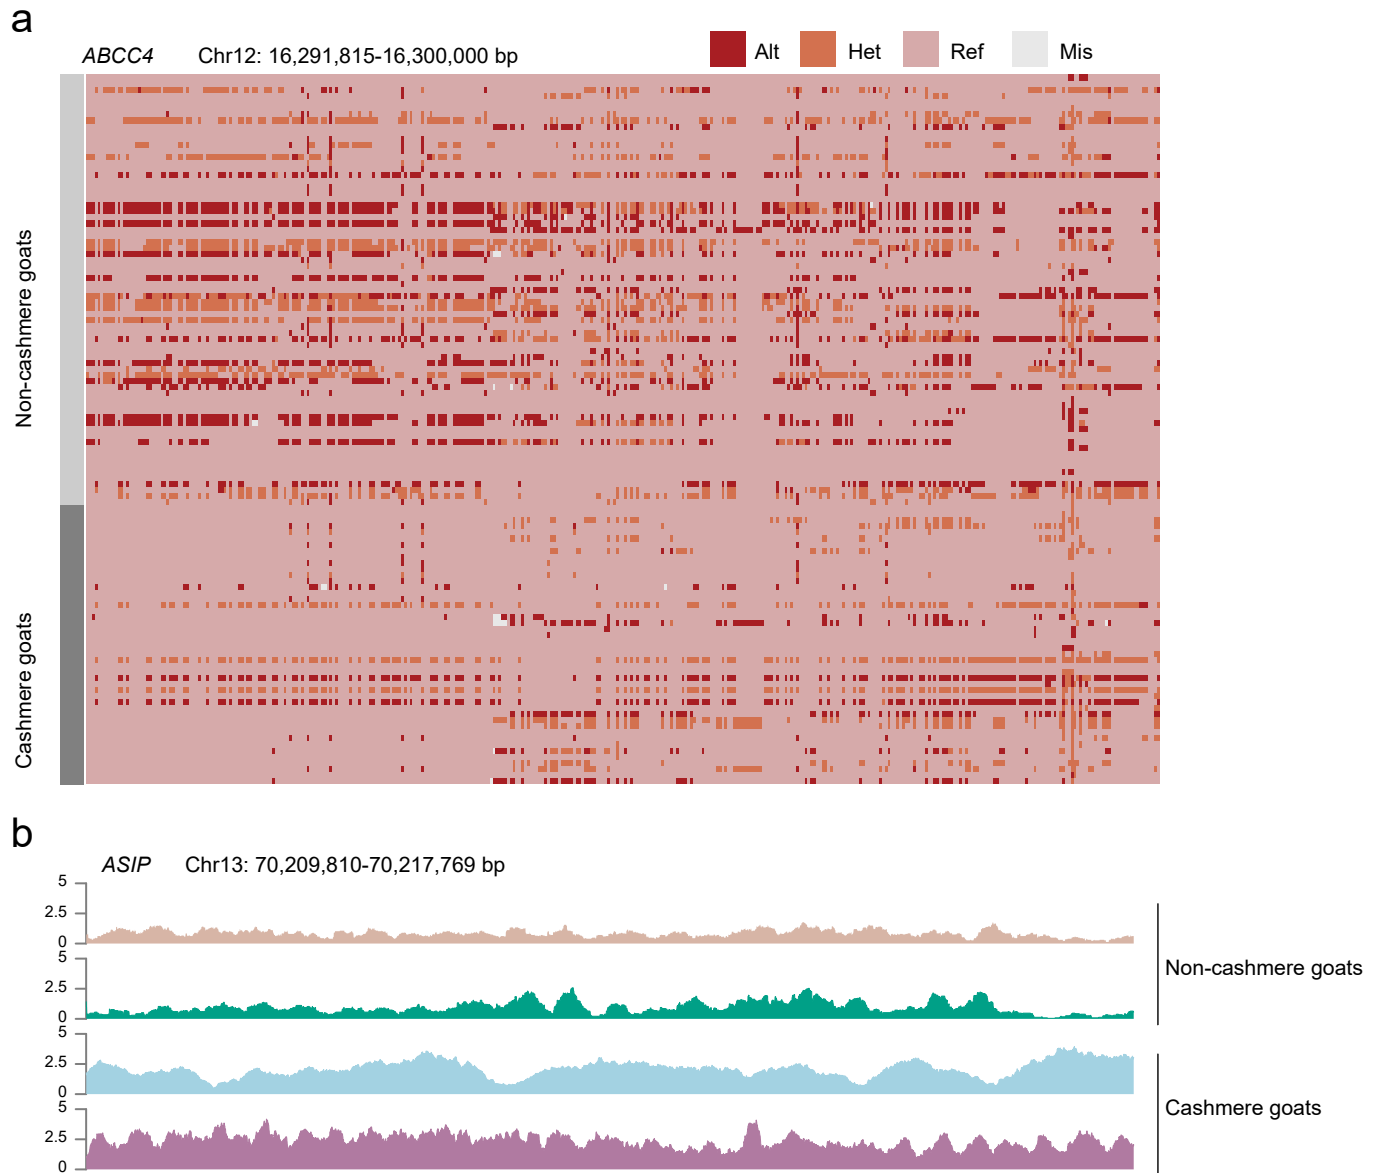 a
ABCC4 Chr12: 16,291,815-16,300,000 bp Alt Het Ref Mis
Non-cashmere goats
Cashmere goats
b
ASIP Chr13: 70,209,810-70,217,769 bp
5
2.5
0
5
2.5
0
Non-cashmere goats
5
2.5
0
5
2.5
0
Cashmere goats